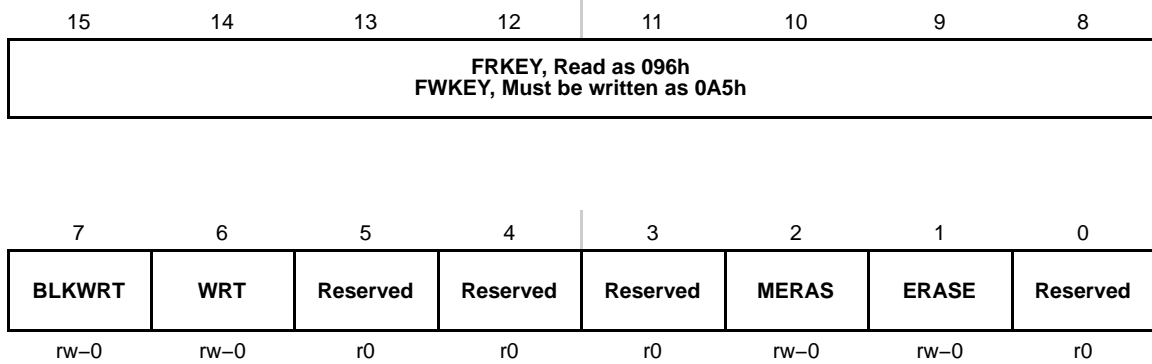 15 14 13 12 11 10 9 8
FRKEY, Read as 096h
FWKEY, Must be written as 0A5h
7 6 5 4 3 2 1 0
BLKWRT WRT Reserved Reserved Reserved MERAS ERASE Reserved
rw−0 rw−0 r0 r0 r0 rw−0 rw−0 r0